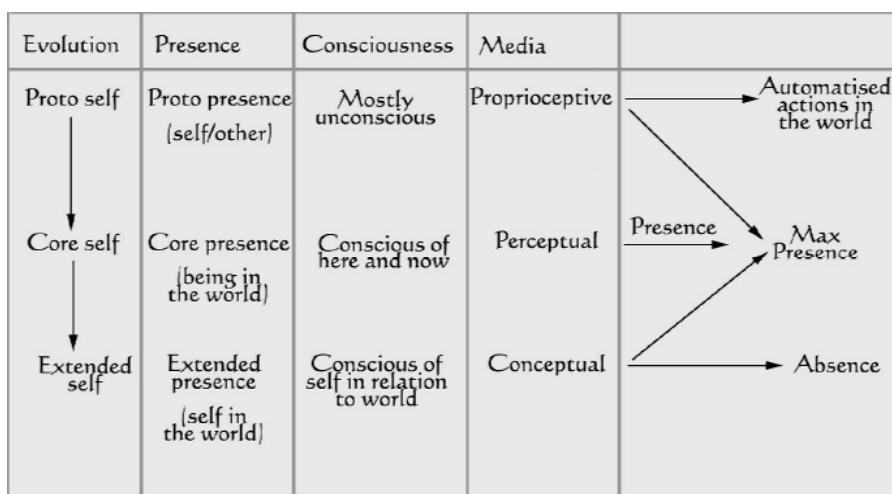 Evolution
Presence
Consciousness
Media
Proto self
Proto presence
(self/other)
Mostly
unconscious
Proprioceptive
Automatised
actions in
the world
Core self
Core presence
(being in
the world)
Conscious of
here and now
Perceptual
Presence
Max
Presence
Extended
self
Extended
presence
(self in
the world)
Conscious of
self in relation
to world
Conceptual
Absence